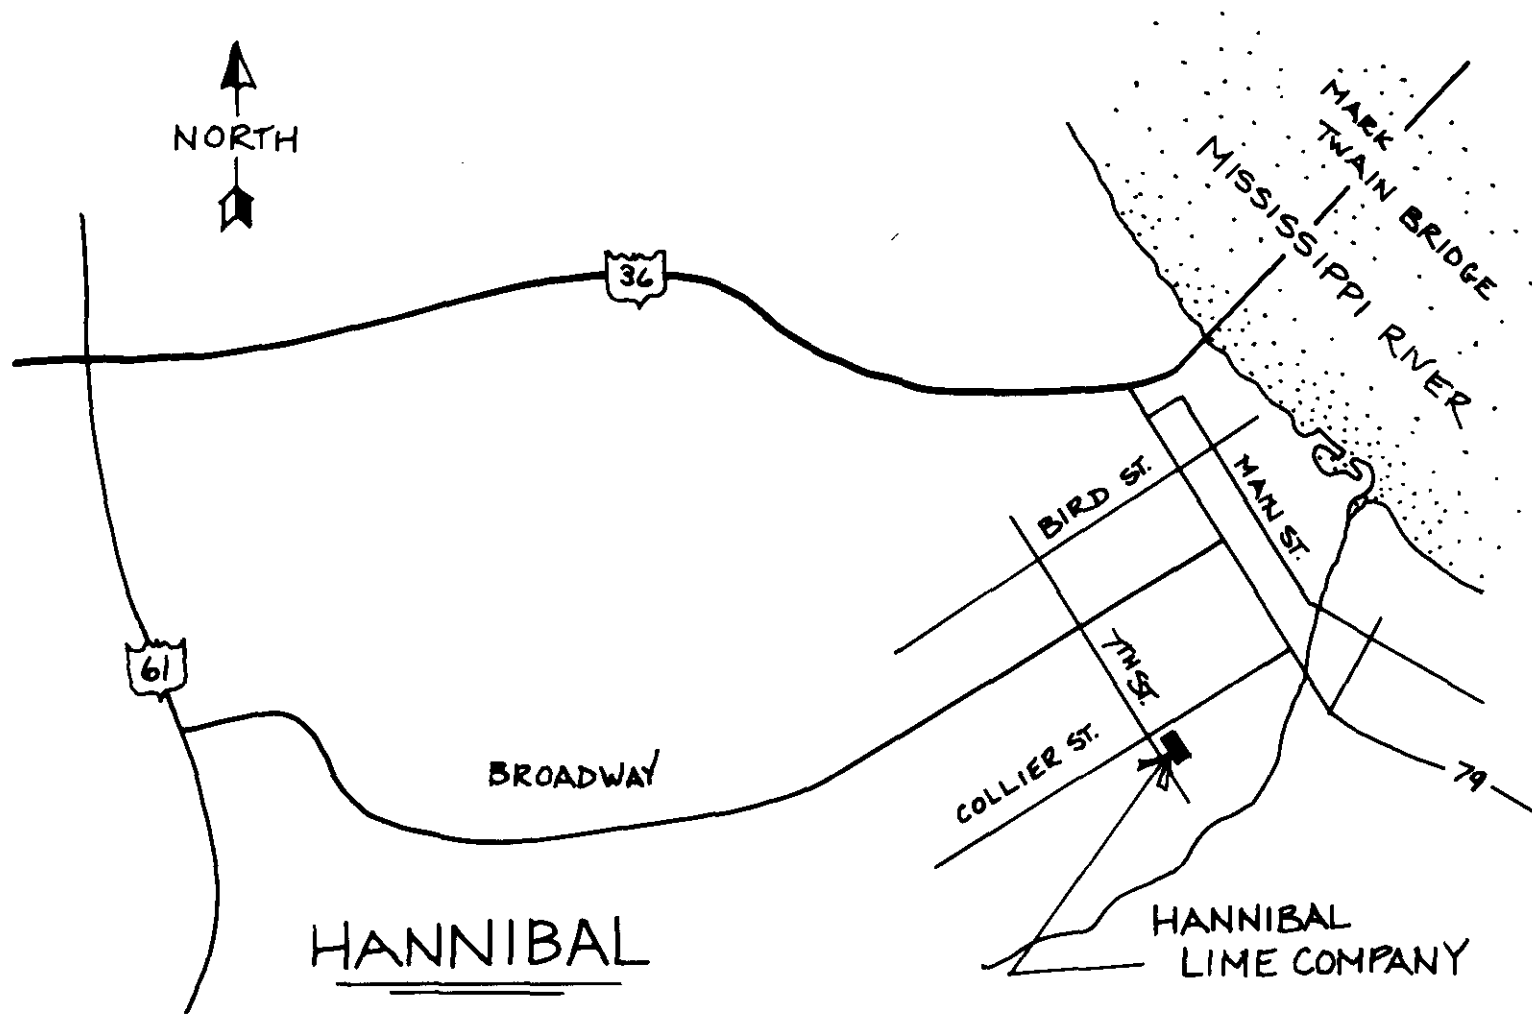 NORTH
36
MARK
TWAIN BRIDGE
MISSISSIPPI RIVER
BIRD ST.
MAIN ST.
7TH ST.
61
BROADWAY
COLLIER ST.
79
HANNIBAL
LIME COMPANY
HANNIBAL